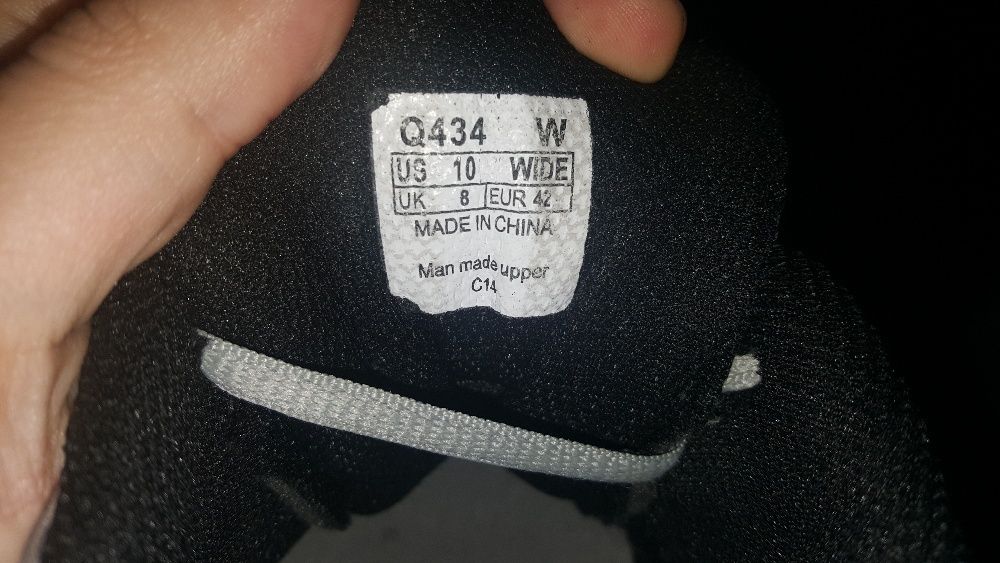 Q434 W
US 10 WIDE
UK 8 EUR 42
MADE IN CHINA
Man made upper
C14